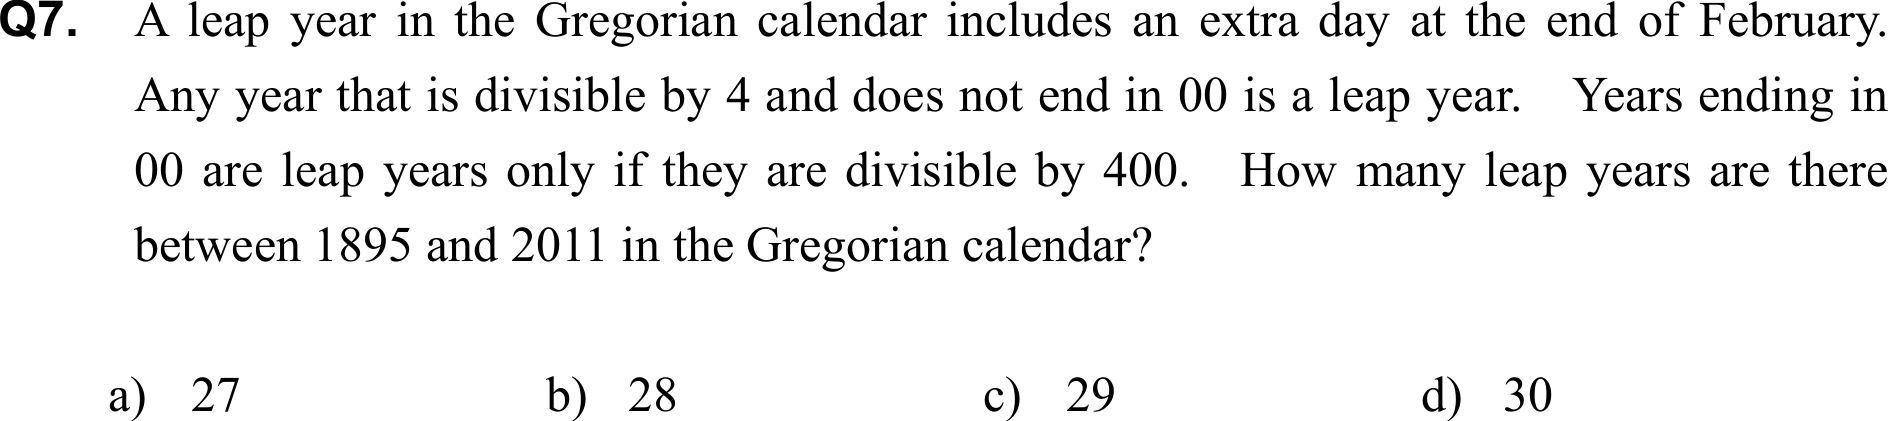 Q7. A leap year in the Gregorian calendar includes an extra day at the end of February.
Any year that is divisible by 4 and does not end in 00 is a leap year. Years ending in
00 are leap years only if they are divisible by 400. How many leap years are there
between 1895 and 2011 in the Gregorian calendar?
a) 27 b) 28 c) 29 d) 30